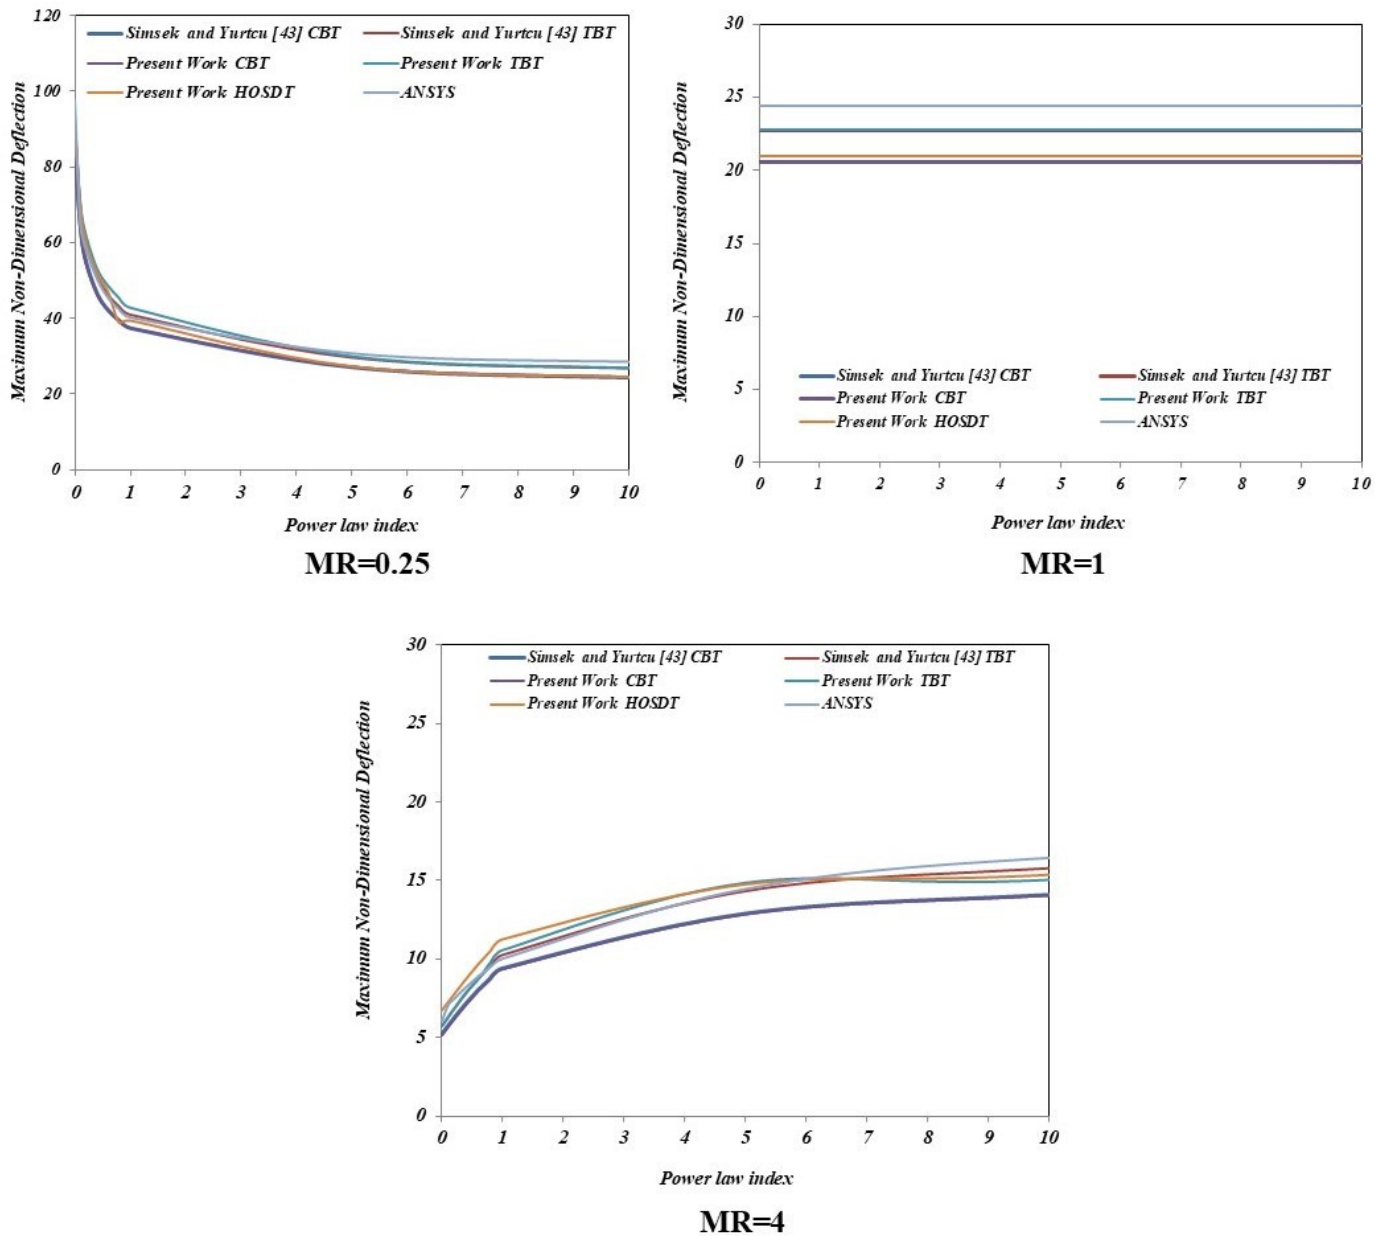 120
100
80
60
40
20
0
Maximum Non-Dimensional Deflection
Simsek and Yurtcu [43] CBT
Simsek and Yurtcu [43] TBT
Present Work CBT
Present Work TBT
Present Work HOSDT
ANSYS
0 1 2 3 4 5 6 7 8 9 10
Power law index
MR=0.25
30
25
20
15
10
5
0
Maximum Non-Dimensional Deflection
Simsek and Yurtcu [43] CBT
Simsek and Yurtcu [43] TBT
Present Work CBT
Present Work TBT
Present Work HOSDT
ANSYS
0 1 2 3 4 5 6 7 8 9 10
Power law index
MR=1
30
25
20
15
10
5
0
Maximum Non-Dimensional Deflection
Simsek and Yurtcu [43] CBT
Simsek and Yurtcu [43] TBT
Present Work CBT
Present Work TBT
Present Work HOSDT
ANSYS
0 1 2 3 4 5 6 7 8 9 10
Power law index
MR=4